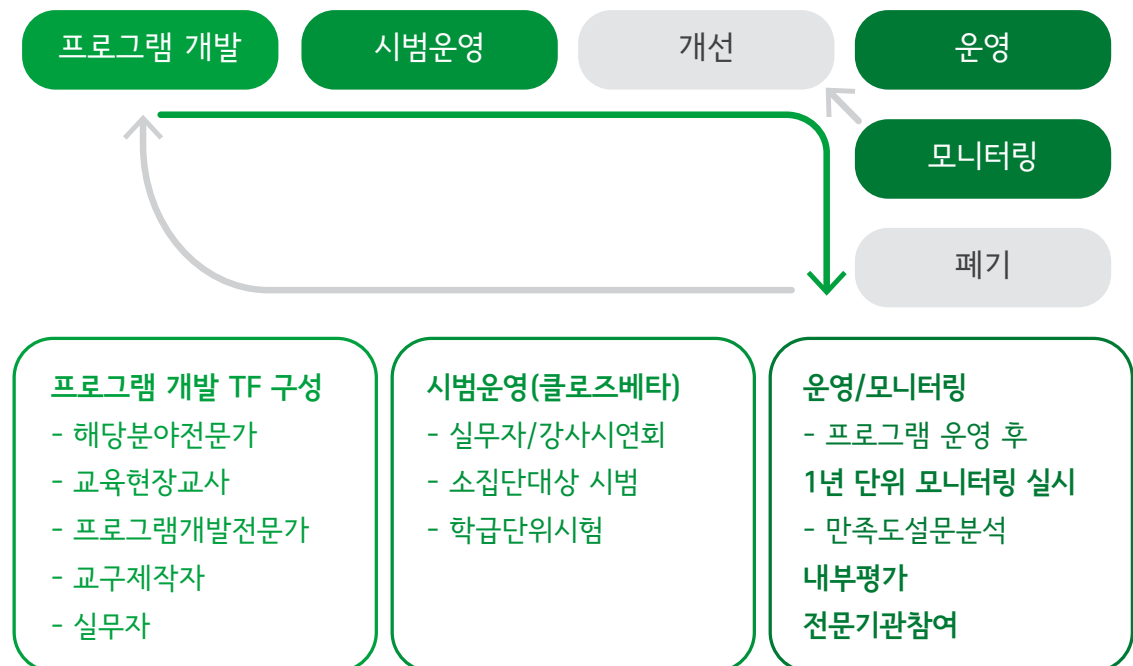 프로그램 개발
시범운영
개선
운영
모니터링
폐기
프로그램 개발 TF 구성
- 해당분야전문가
- 교육현장교사
- 프로그램개발전문가
- 교구제작자
- 실무자
시범운영(클로즈베타)
- 실무자/강사시연회
- 소집단대상 시범
- 학급단위시험
운영/모니터링
- 프로그램 운영 후
1년 단위 모니터링 실시
- 만족도설문분석
내부평가
전문기관참여